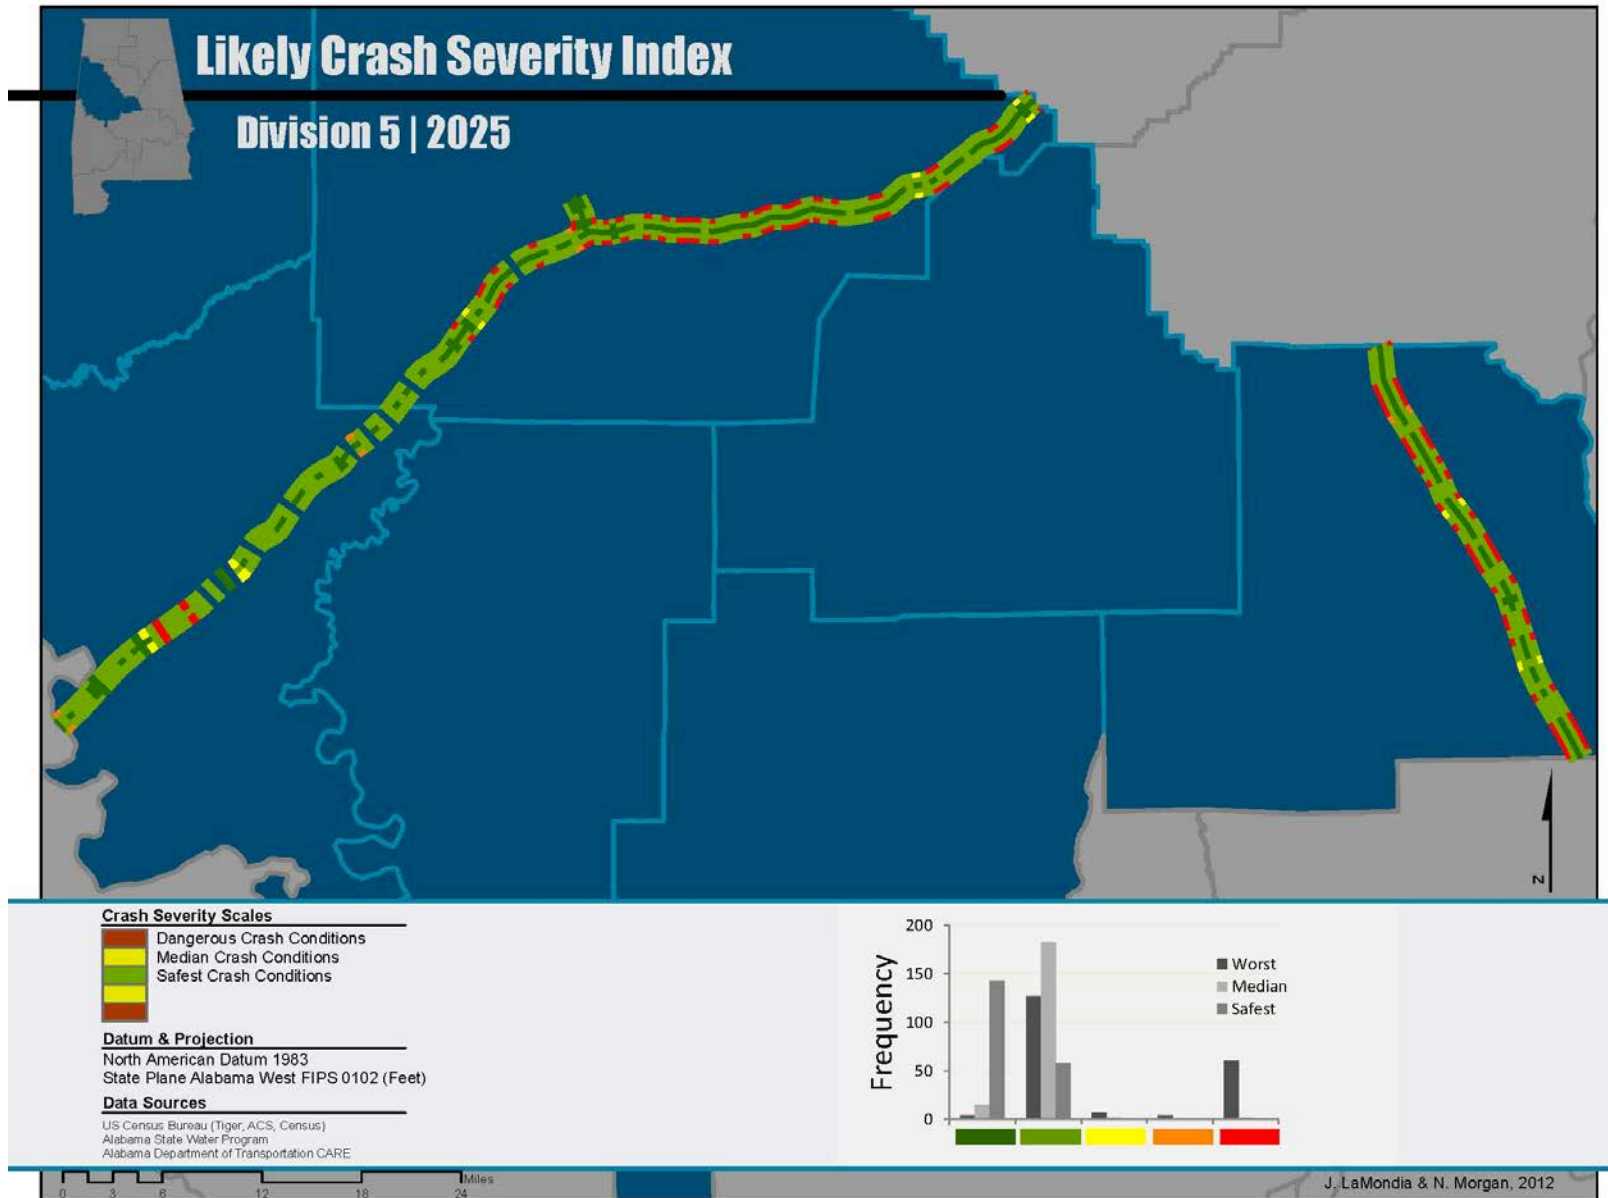 Likely Crash Severity Index
Division 5 | 2025
N
Crash Severity Scales
Dangerous Crash Conditions
Median Crash Conditions
Safest Crash Conditions
Datum & Projection
North American Datum 1983
State Plane Alabama West FIPS 0102 (Feet)
Data Sources
US Census Bureau (Tiger, ACS, Census)
Alabama State Water Program
Alabama Department of Transportation CARE
Frequency
200
150
100
50
0
Worst
Median
Safest
Miles
0 3 6 12 18 24
J. LaMondia & N. Morgan, 2012